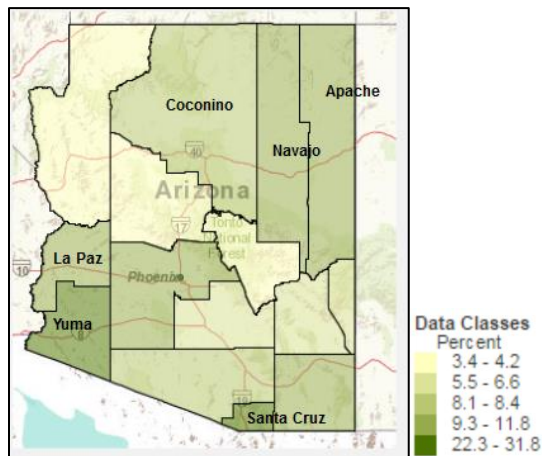 Apache
Coconino
Navajo
40
Arizona
Tonto
National
Forest
17
La Paz
10
Phoenix
Yuma
8
19
Santa Cruz
Data Classes
Percent
3.4 - 4.2
5.5 - 6.6
8.1 - 8.4
9.3 - 11.8
22.3 - 31.8